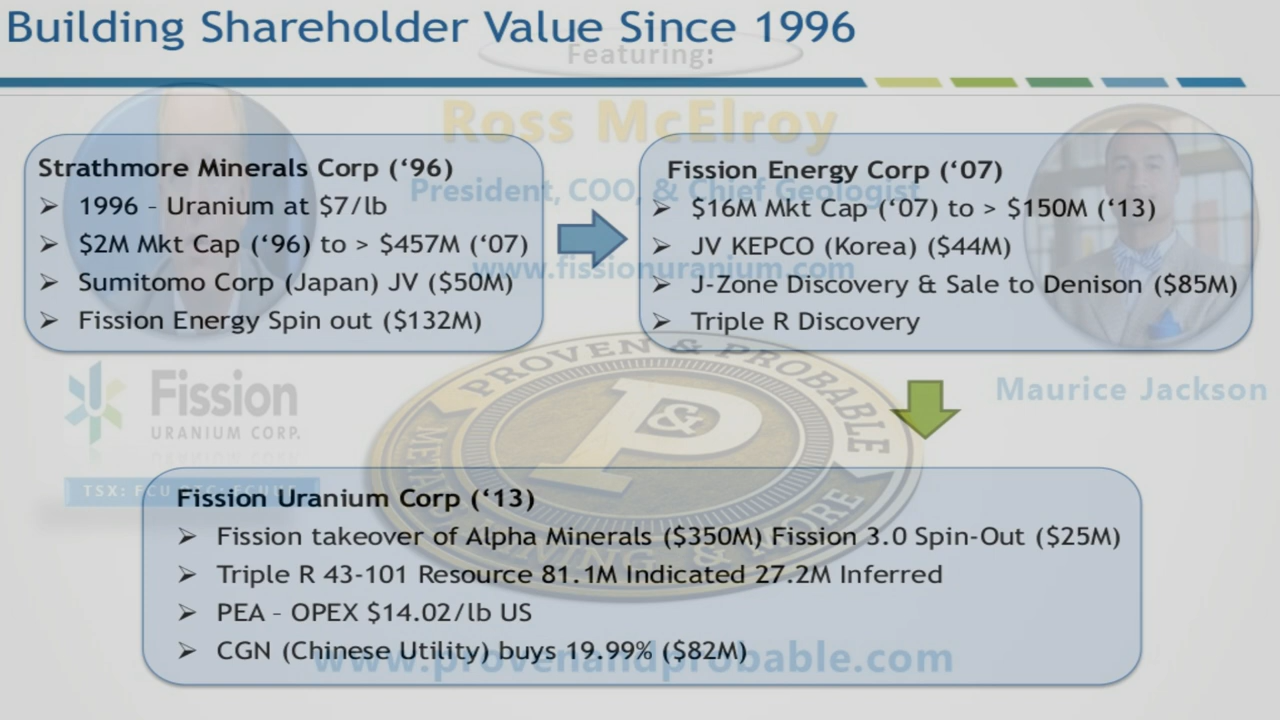 Building Shareholder Value Since 1996
Featuring:
Ross McElroy
President, COO, & Chief Geologist
www.fissionuranium.com
Strathmore Minerals Corp (‘96)
➢ 1996 – Uranium at $7/lb
➢ $2M Mkt Cap (‘96) to > $457M (‘07)
➢ Sumitomo Corp (Japan) JV ($50M)
➢ Fission Energy Spin out ($132M)
Fission Energy Corp (‘07)
➢ $16M Mkt Cap (‘07) to > $150M (‘13)
➢ JV KEPCO (Korea) ($44M)
➢ J-Zone Discovery & Sale to Denison ($85M)
➢ Triple R Discovery
Fission
URANIUM CORP.
TSX: FCU
PROVEN & PROBABLE
P
&
MINING & MORE
Maurice Jackson
Fission Uranium Corp (‘13)
➢ Fission takeover of Alpha Minerals ($350M) Fission 3.0 Spin-Out ($25M)
➢ Triple R 43-101 Resource 81.1M Indicated 27.2M Inferred
➢ PEA – OPEX $14.02/lb US
➢ CGN (Chinese Utility) buys 19.99% ($82M)
www.provenandprobable.com